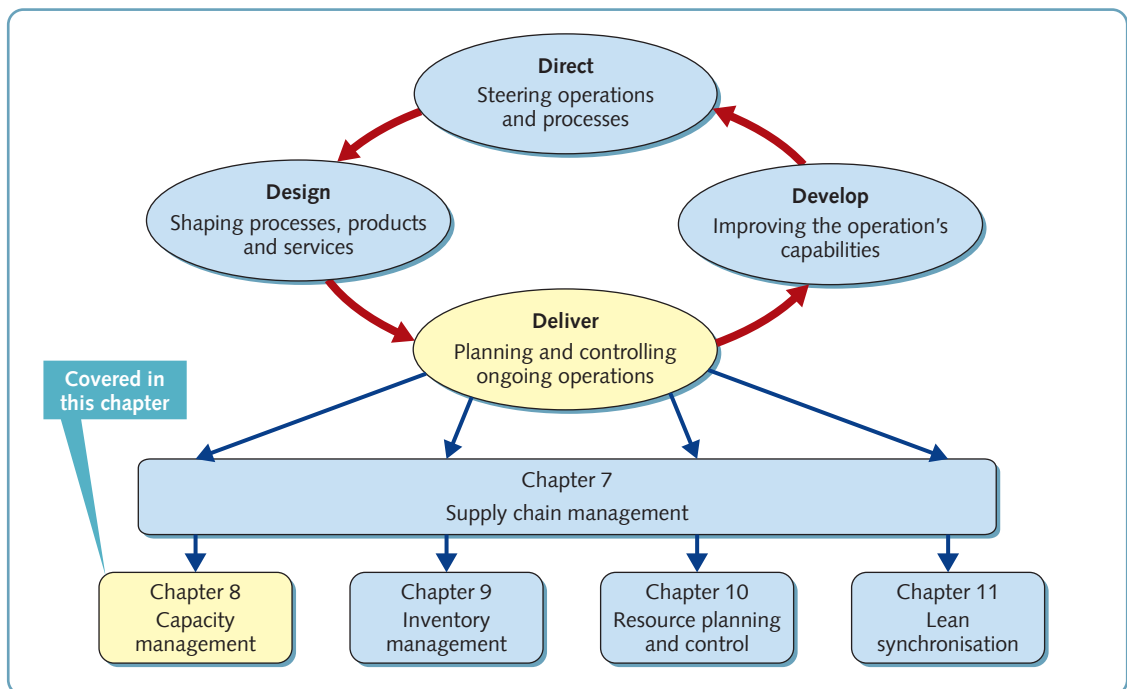 Direct
Steering operations
and processes
Design
Shaping processes, products
and services
Develop
Improving the operation's
capabilities
Deliver
Planning and controlling
ongoing operations
Covered in
this chapter
Chapter 7
Supply chain management
Chapter 8
Capacity
management
Chapter 9
Inventory
management
Chapter 10
Resource planning
and control
Chapter 11
Lean
synchronisation